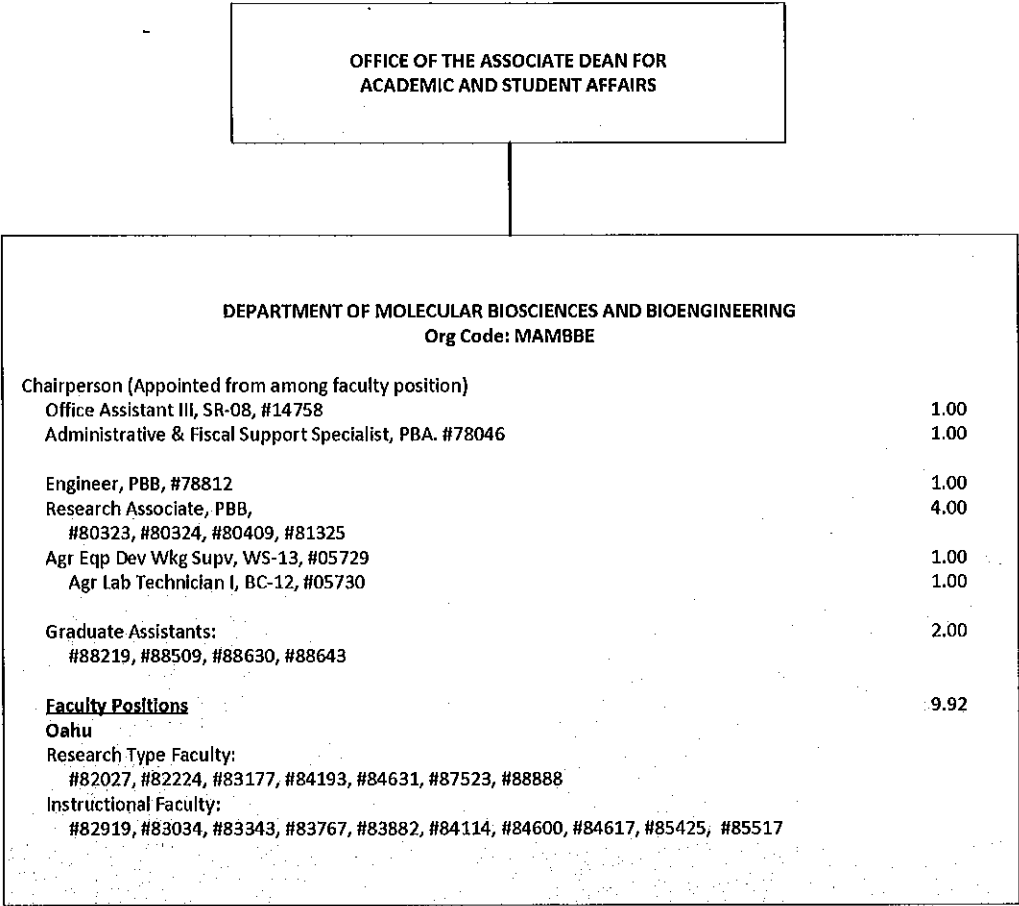 OFFICE OF THE ASSOCIATE DEAN FOR
ACADEMIC AND STUDENT AFFAIRS
DEPARTMENT OF MOLECULAR BIOSCIENCES AND BIOENGINEERING
Org Code: MAMBBE
Chairperson (Appointed from among faculty position)
Office Assistant III, SR-08, #14758 1.00
Administrative & Fiscal Support Specialist, PBA. #78046 1.00
Engineer, PBB, #78812 1.00
Research Associate, PBB, 4.00
#80323, #80324, #80409, #81325
Agr Eqp Dev Wkg Supv, WS-13, #05729 1.00
Agr Lab Technician I, BC-12, #05730 1.00
Graduate Assistants: 2.00
#88219, #88509, #88630, #88643
Faculty Positions 9.92
Oahu
Research Type Faculty:
#82027, #82224, #83177, #84193, #84631, #87523, #88888
Instructional Faculty:
#82919, #83034, #83343, #83767, #83882, #84114, #84600, #84617, #85425, #85517